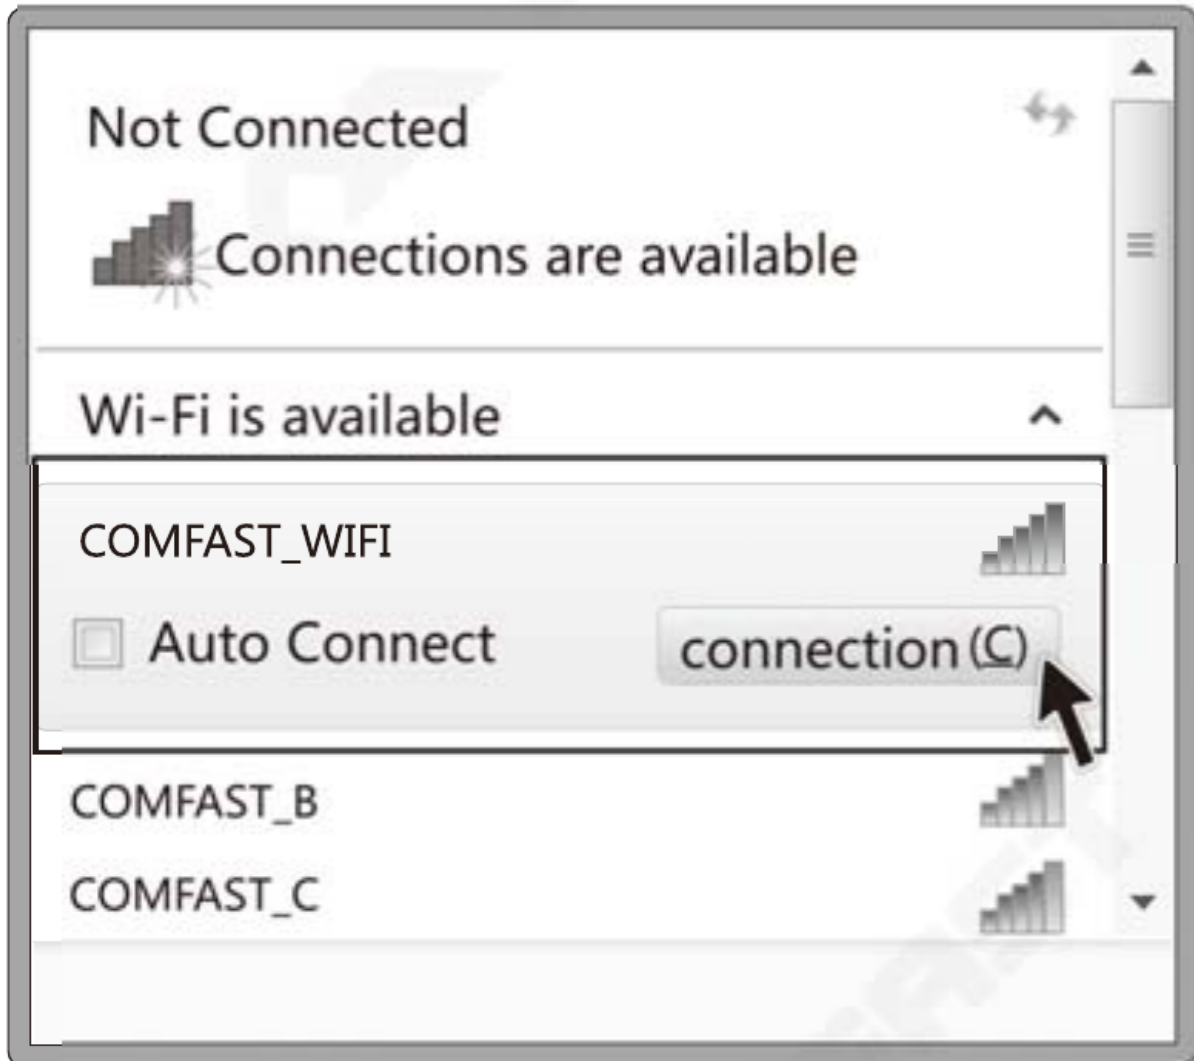 Not Connected
Connections are available
Wi-Fi is available
COMFAST_WIFI
Auto Connect
connection (C)
COMFAST_B
COMFAST_C